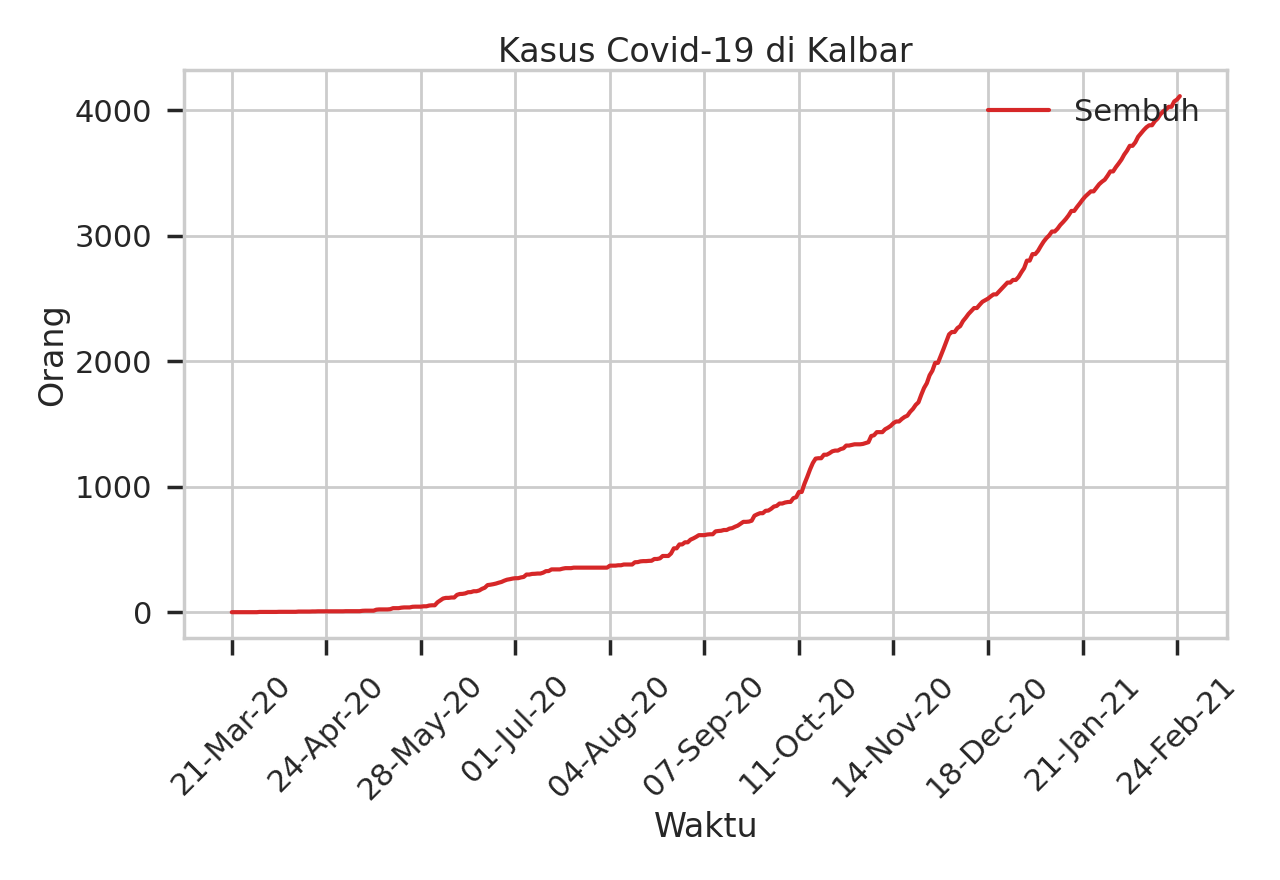 Kasus Covid-19 di Kalbar
Sembuh
4000
3000
2000
1000
0
Orang
21-Mar-20
24-Apr-20
28-May-20
01-Jul-20
04-Aug-20
07-Sep-20
11-Oct-20
14-Nov-20
18-Dec-20
21-Jan-21
24-Feb-21
Waktu